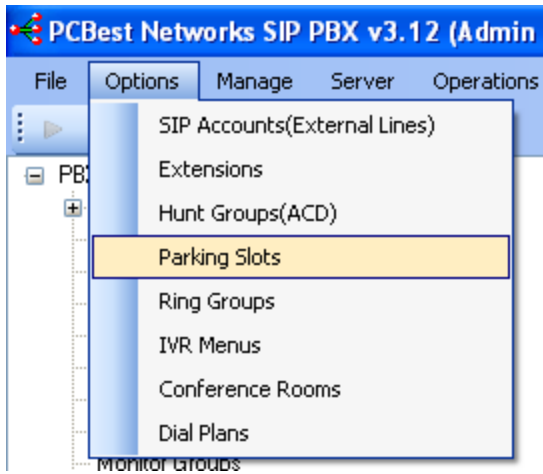 PCBest Networks SIP PBX v3.12 (Admin
File Options Manage Server Operations
SIP Accounts(External Lines)
PB
Extensions
Hunt Groups(ACD)
Parking Slots
Ring Groups
IVR Menus
Conference Rooms
Dial Plans
Monitor Groups